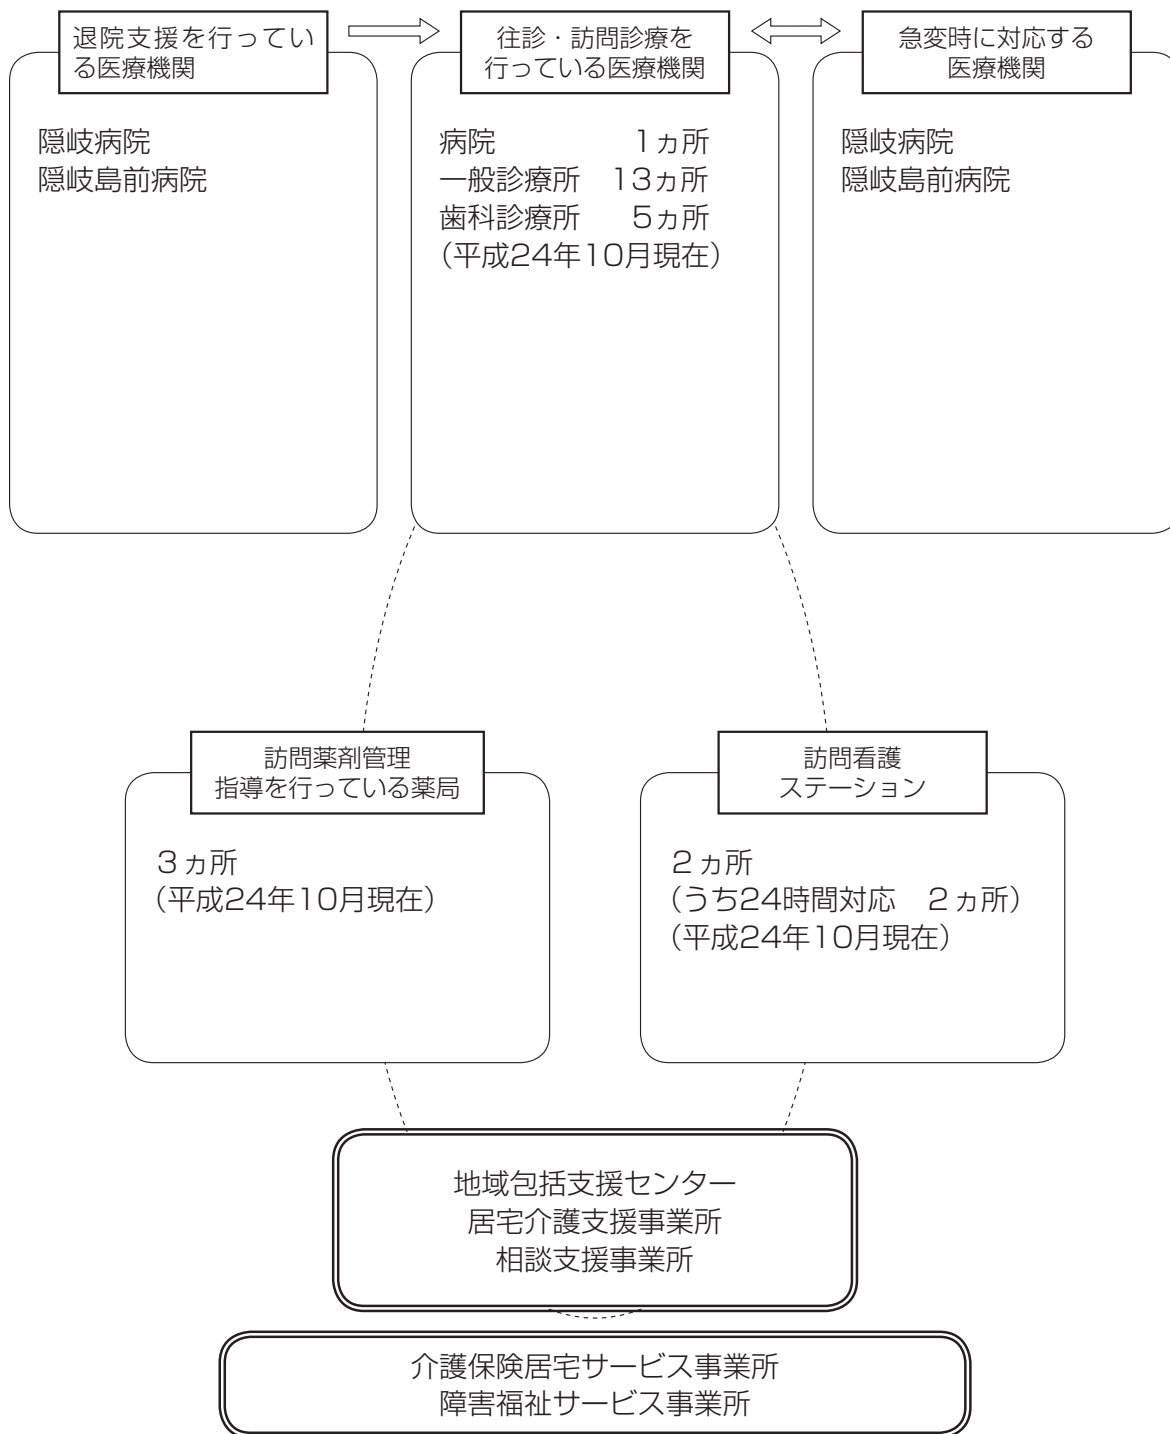 退院支援を行ってい
る医療機関
隠岐病院
隠岐島前病院
往診・訪問診療を
行っている医療機関
病院　　　　　1ヵ所
一般診療所　13ヵ所
歯科診療所　　5ヵ所
（平成24年10月現在）
急変時に対応する
医療機関
隠岐病院
隠岐島前病院
訪問薬剤管理
指導を行っている薬局
3ヵ所
（平成24年10月現在）
訪問看護
ステーション
2ヵ所
（うち24時間対応　2ヵ所）
（平成24年10月現在）
地域包括支援センター
居宅介護支援事業所
相談支援事業所
介護保険居宅サービス事業所
障害福祉サービス事業所